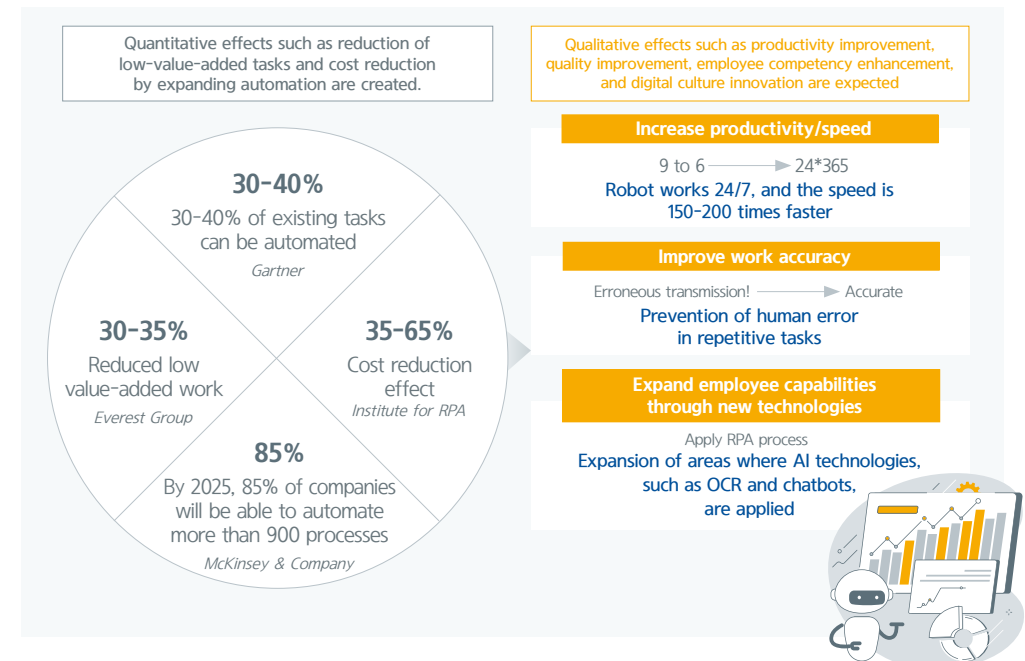 Quantitative effects such as reduction of
low-value-added tasks and cost reduction
by expanding automation are created.
30-40%
30-40% of existing tasks
can be automated
Gartner
30-35%
Reduced low
value-added work
Everest Group
35-65%
Cost reduction
effect
Institute for RPA
85%
By 2025, 85% of companies
will be able to automate
more than 900 processes
McKinsey & Company
Qualitative effects such as productivity improvement,
quality improvement, employee competency enhancement,
and digital culture innovation are expected
Increase productivity/speed
9 to 6 24*365
Robot works 24/7, and the speed is
150-200 times faster
Improve work accuracy
Erroneous transmission! Accurate
Prevention of human error
in repetitive tasks
Expand employee capabilities
through new technologies
Apply RPA process
Expansion of areas where AI technologies,
such as OCR and chatbots,
are applied